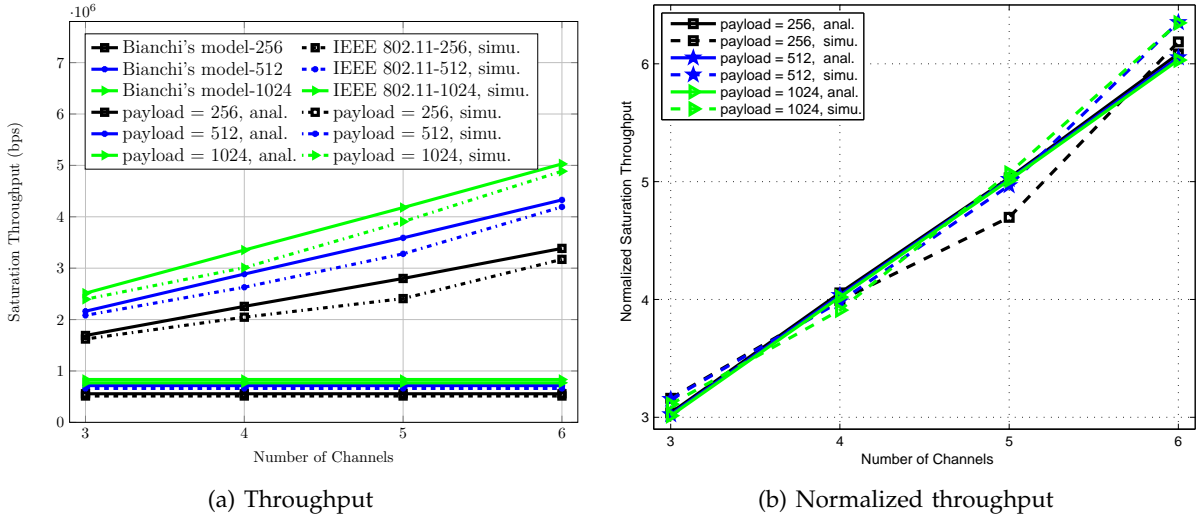 ·10⁶
7
6
5
4
3
2
1
0
Saturation Throughput (bps)
Bianchi's model-256
IEEE 802.11-256, simu.
Bianchi's model-512
IEEE 802.11-512, simu.
Bianchi's model-1024
IEEE 802.11-1024, simu.
payload = 256, anal.
payload = 256, simu.
payload = 512, anal.
payload = 512, simu.
payload = 1024, anal.
payload = 1024, simu.
3 4 5 6
Number of Channels
(a) Throughput
payload = 256, anal.
payload = 256, simu.
payload = 512, anal.
payload = 512, simu.
payload = 1024, anal.
payload = 1024, simu.
6
5
4
3
Normalized Saturation Throughput
3 4 5 6
Number of Channels
(b) Normalized throughput